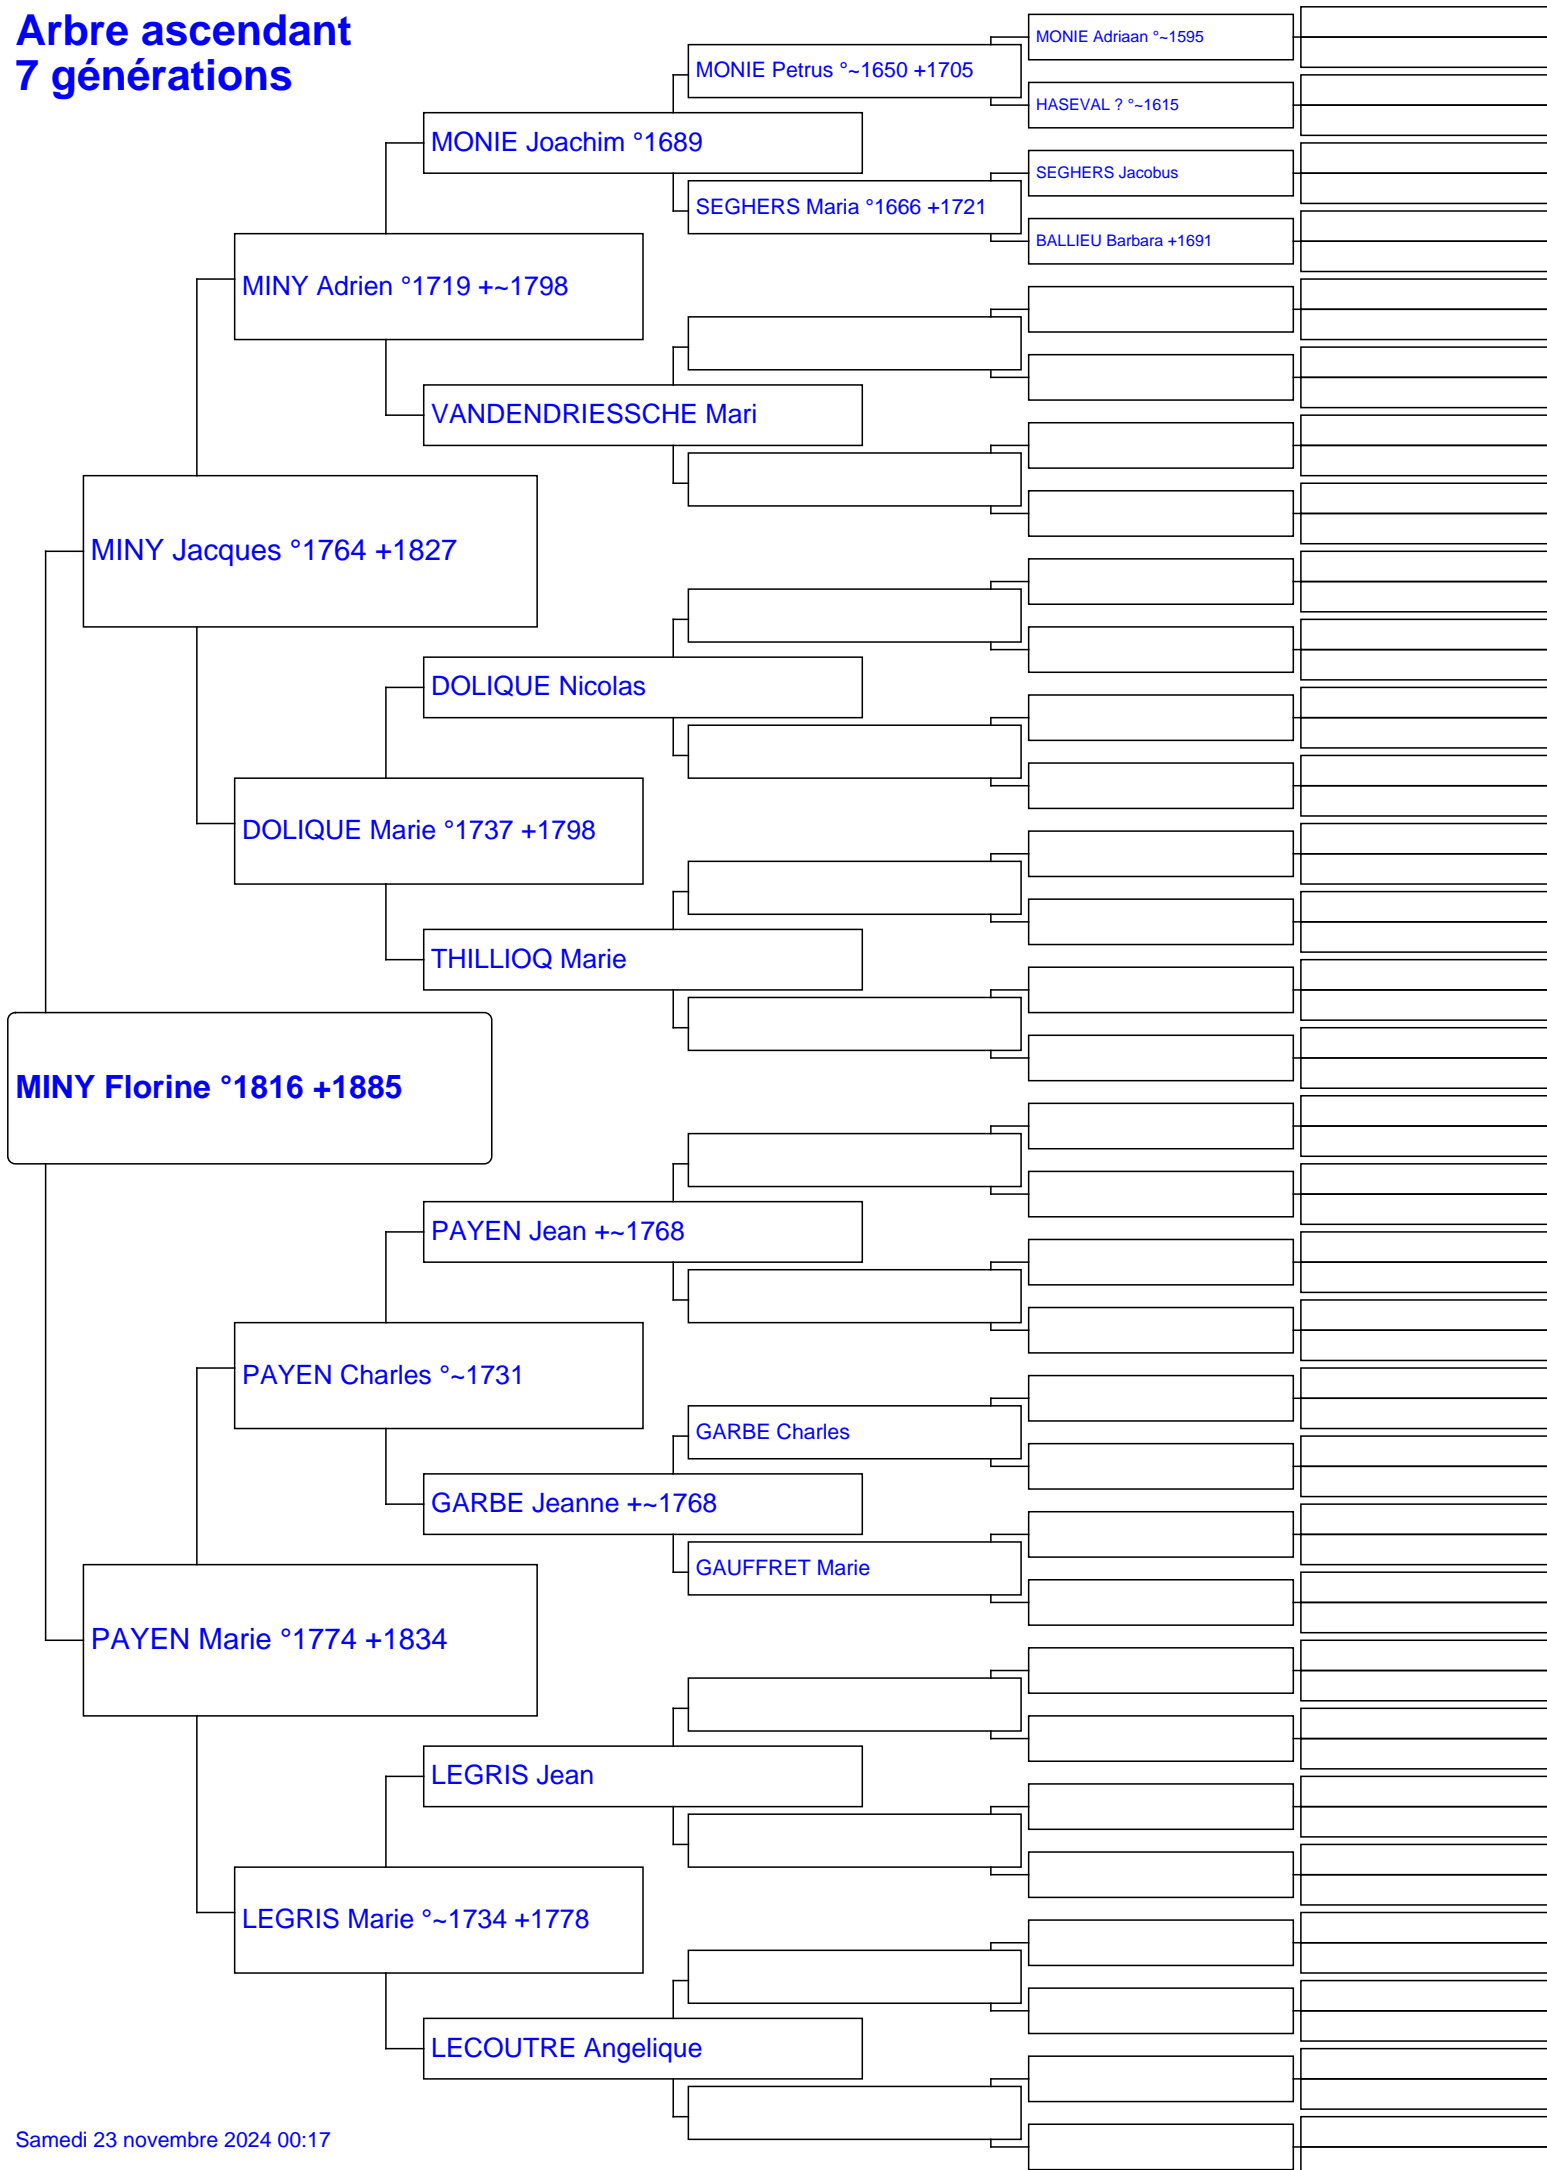 Arbre ascendant
7 générations
MONIE Adriaan °~1595
MONIE Petrus °~1650 +1705
HASEVAL ? °~1615
MONIE Joachim °1689
SEGHERS Jacobus
SEGHERS Maria °1666 +1721
BALLIEU Barbara +1691
MINY Adrien °1719 +~1798
VANDENDRIESSCHE Mari
MINY Jacques °1764 +1827
DOLIQUE Nicolas
DOLIQUE Marie °1737 +1798
THILLIOQ Marie
MINY Florine °1816 +1885
PAYEN Jean +~1768
PAYEN Charles °~1731
GARBE Charles
GARBE Jeanne +~1768
GAUFFRET Marie
PAYEN Marie °1774 +1834
LEGRIS Jean
LEGRIS Marie °~1734 +1778
LECOUTRE Angelique
Samedi 23 novembre 2024 00:17